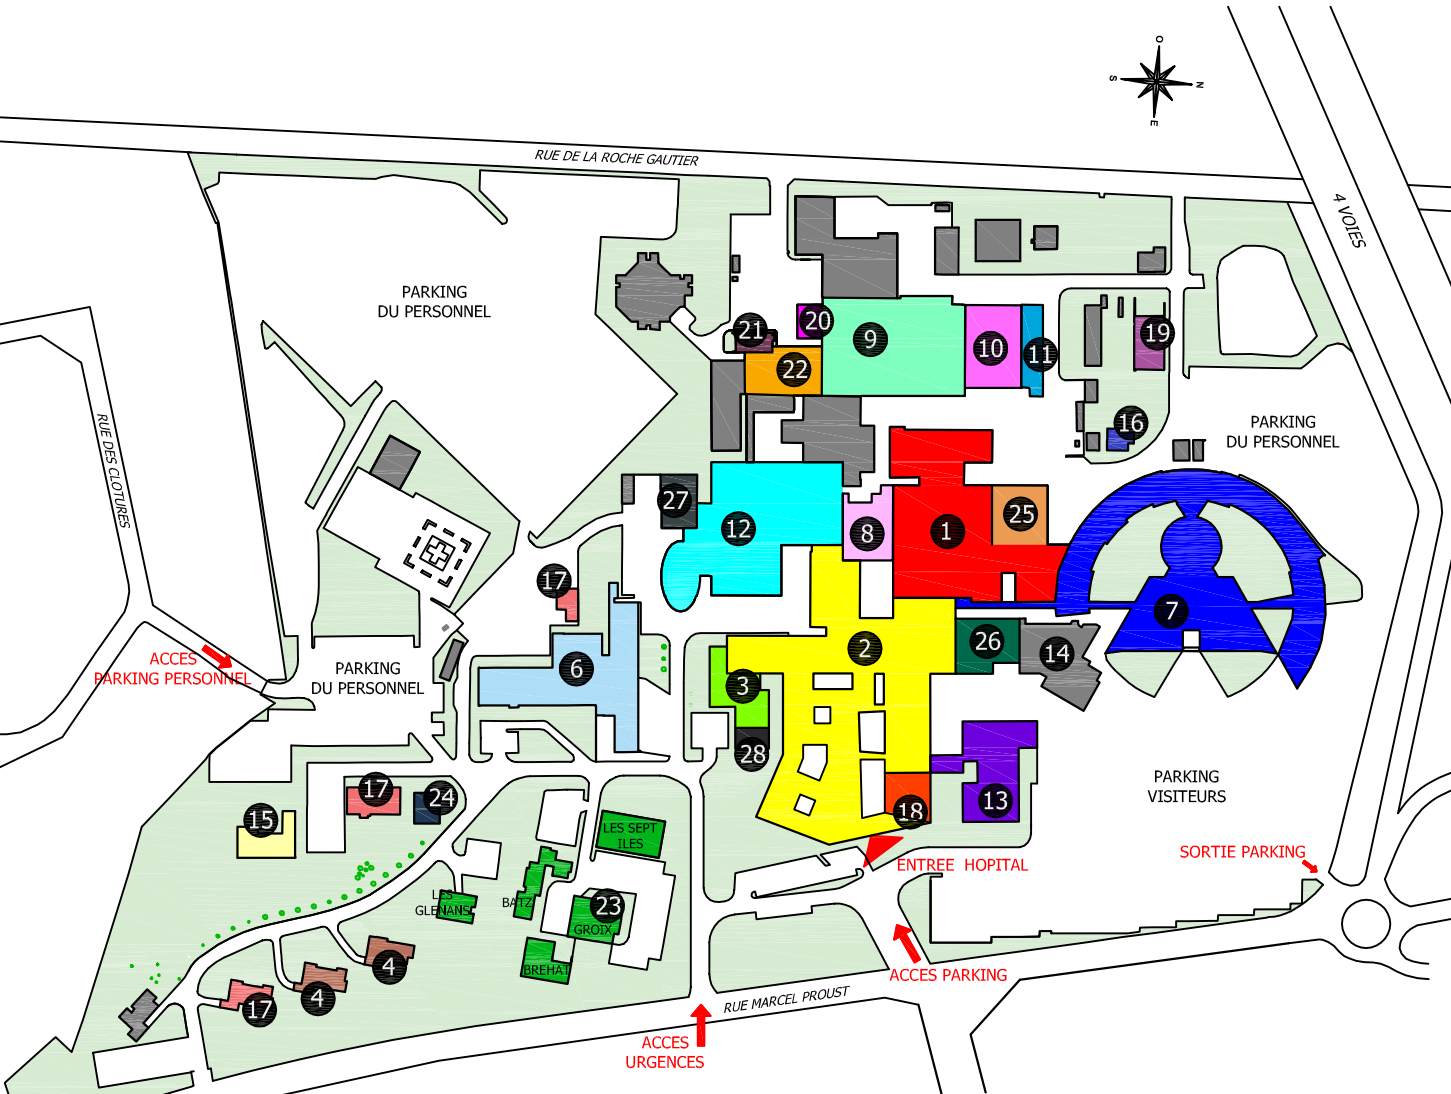 O
S
N
E
RUE DE LA ROCHE GAUTIER
4 VOIES
PARKING
DU PERSONNEL
20
21
9
19
10
11
22
16
PARKING
DU PERSONNEL
RUE DES CLOTURES
27
12
8
1
25
17
7
2
26
14
ACCES
PARKING PERSONNEL
PARKING
DU PERSONNEL
6
3
28
PARKING
VISITEURS
17
24
13
18
15
LES SEPT
ILES
SORTIE PARKING
ENTREE HOPITAL
LES
GLENANS
BATZ
23
GROIX
BREHAT
4
4
17
ACCES PARKING
RUE MARCEL PROUST
ACCES
URGENCES